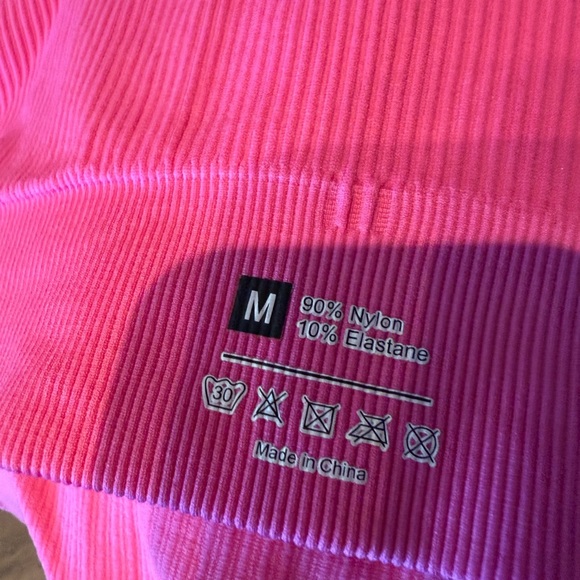 M
90% Nylon
10% Elastane
30
Made in China